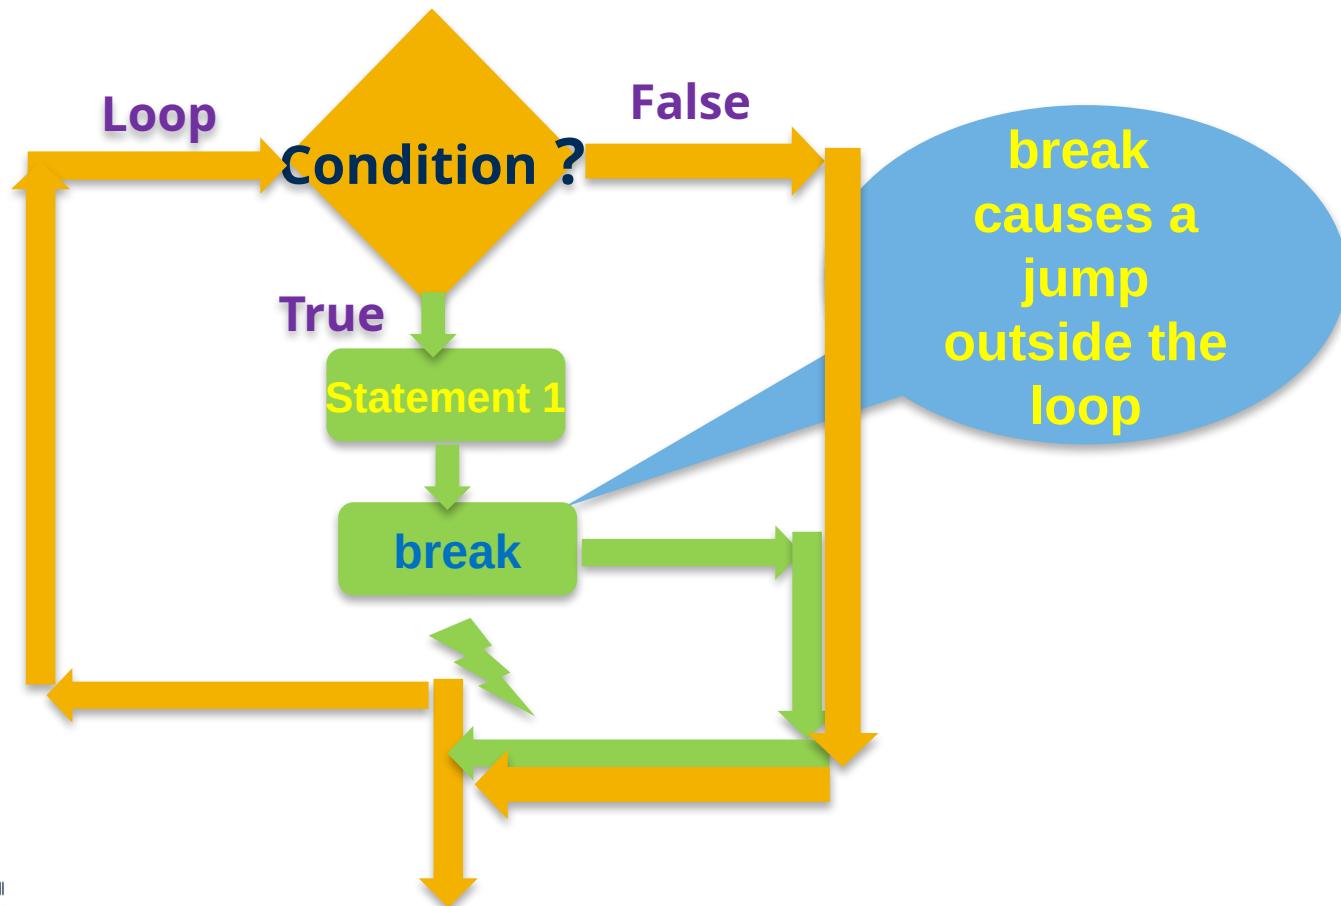 Loop
False
Condition ?
True
Statement 1
break
break
causes a
jump
outside the
loop